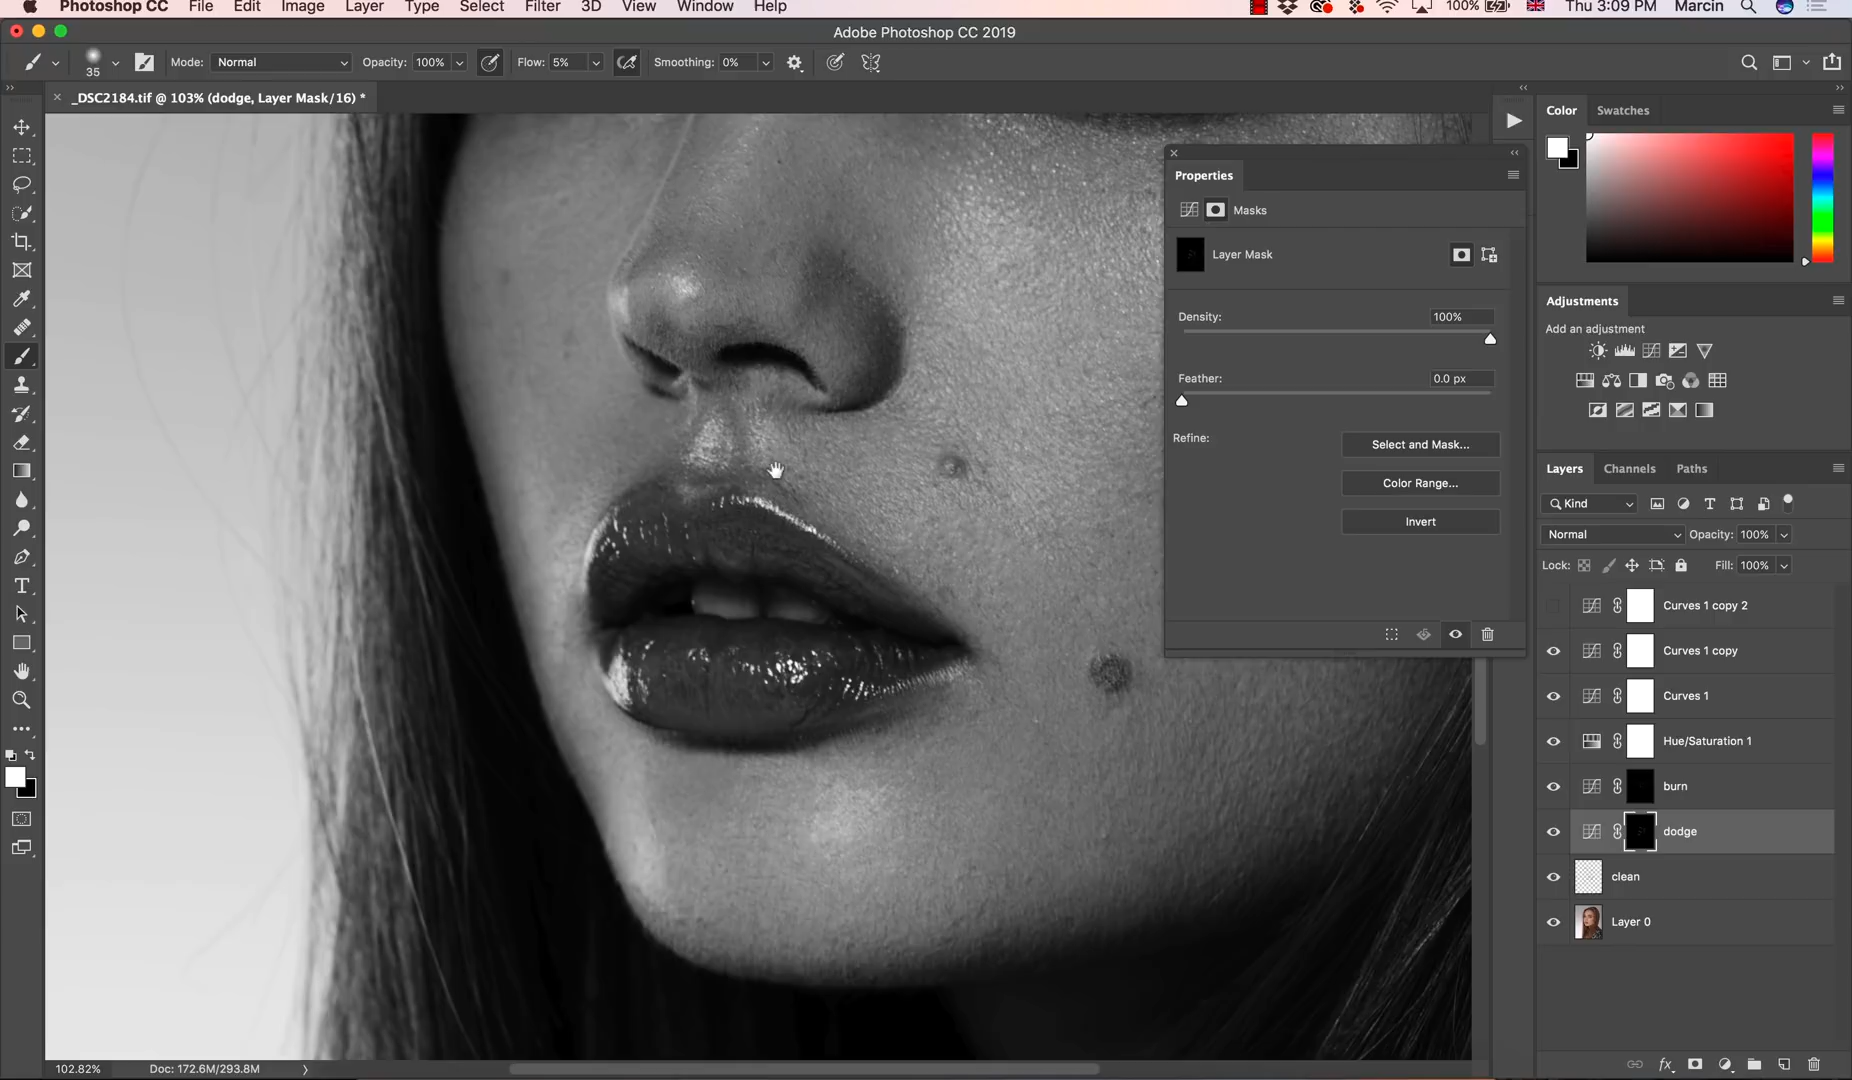 Photoshop CC File Edit Image Layer Type Select Filter 3D View Window Help 100% Thu 3:09 PM Marcin
Adobe Photoshop CC 2019
35 Mode: Normal Opacity: 100% Flow: 5% Smoothing: 0%
_DSC2184.tif @ 103% (dodge, Layer Mask/16) *
Color Swatches
Properties
Masks
Layer Mask
Density: 100%
Feather: 0.0 px
Refine:
Select and Mask...
Color Range...
Invert
Adjustments
Add an adjustment
Layers Channels Paths
Kind
Normal Opacity: 100%
Lock: Fill: 100%
Curves 1 copy 2
Curves 1 copy
Curves 1
Hue/Saturation 1
burn
dodge
clean
Layer 0
102.82% Doc: 172.6M/293.8M